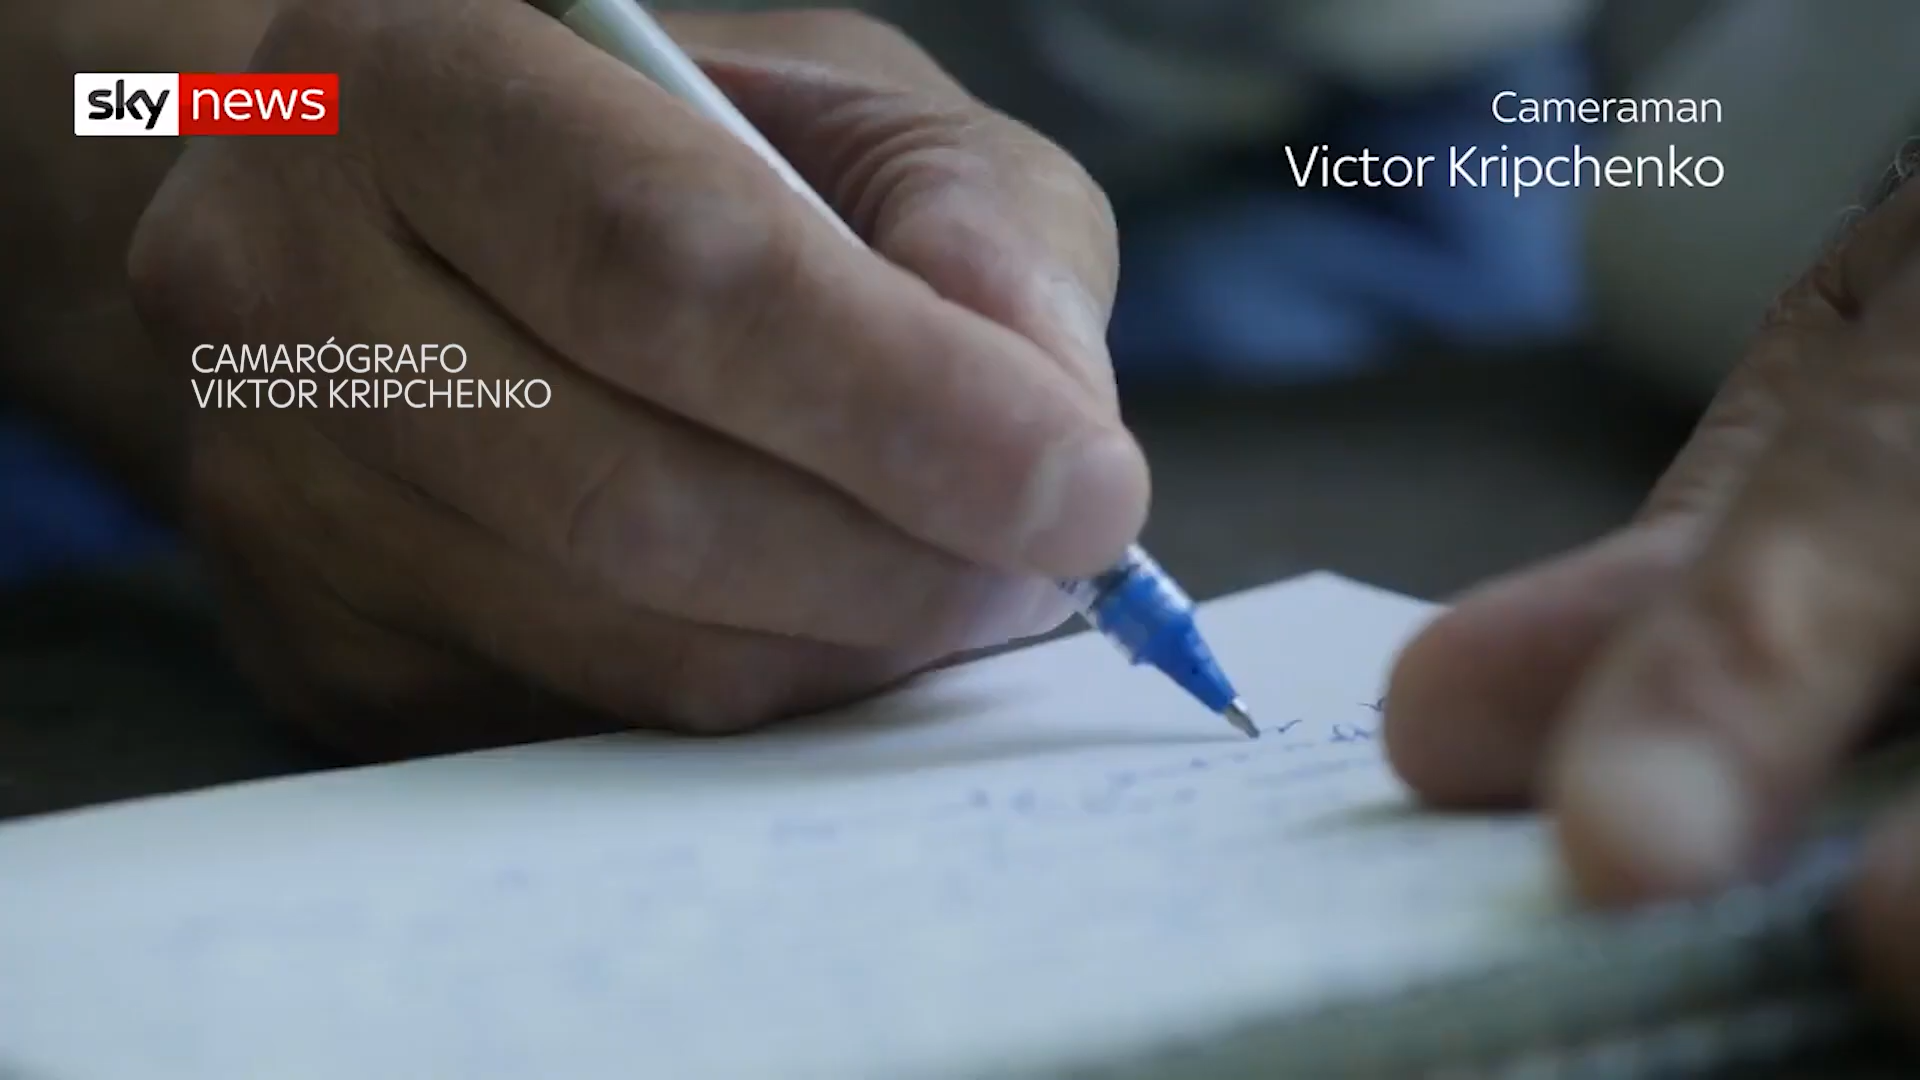 sky news
Cameraman
Victor Kripchenko
CAMARÓGRAFO
VIKTOR KRIPCHENKO